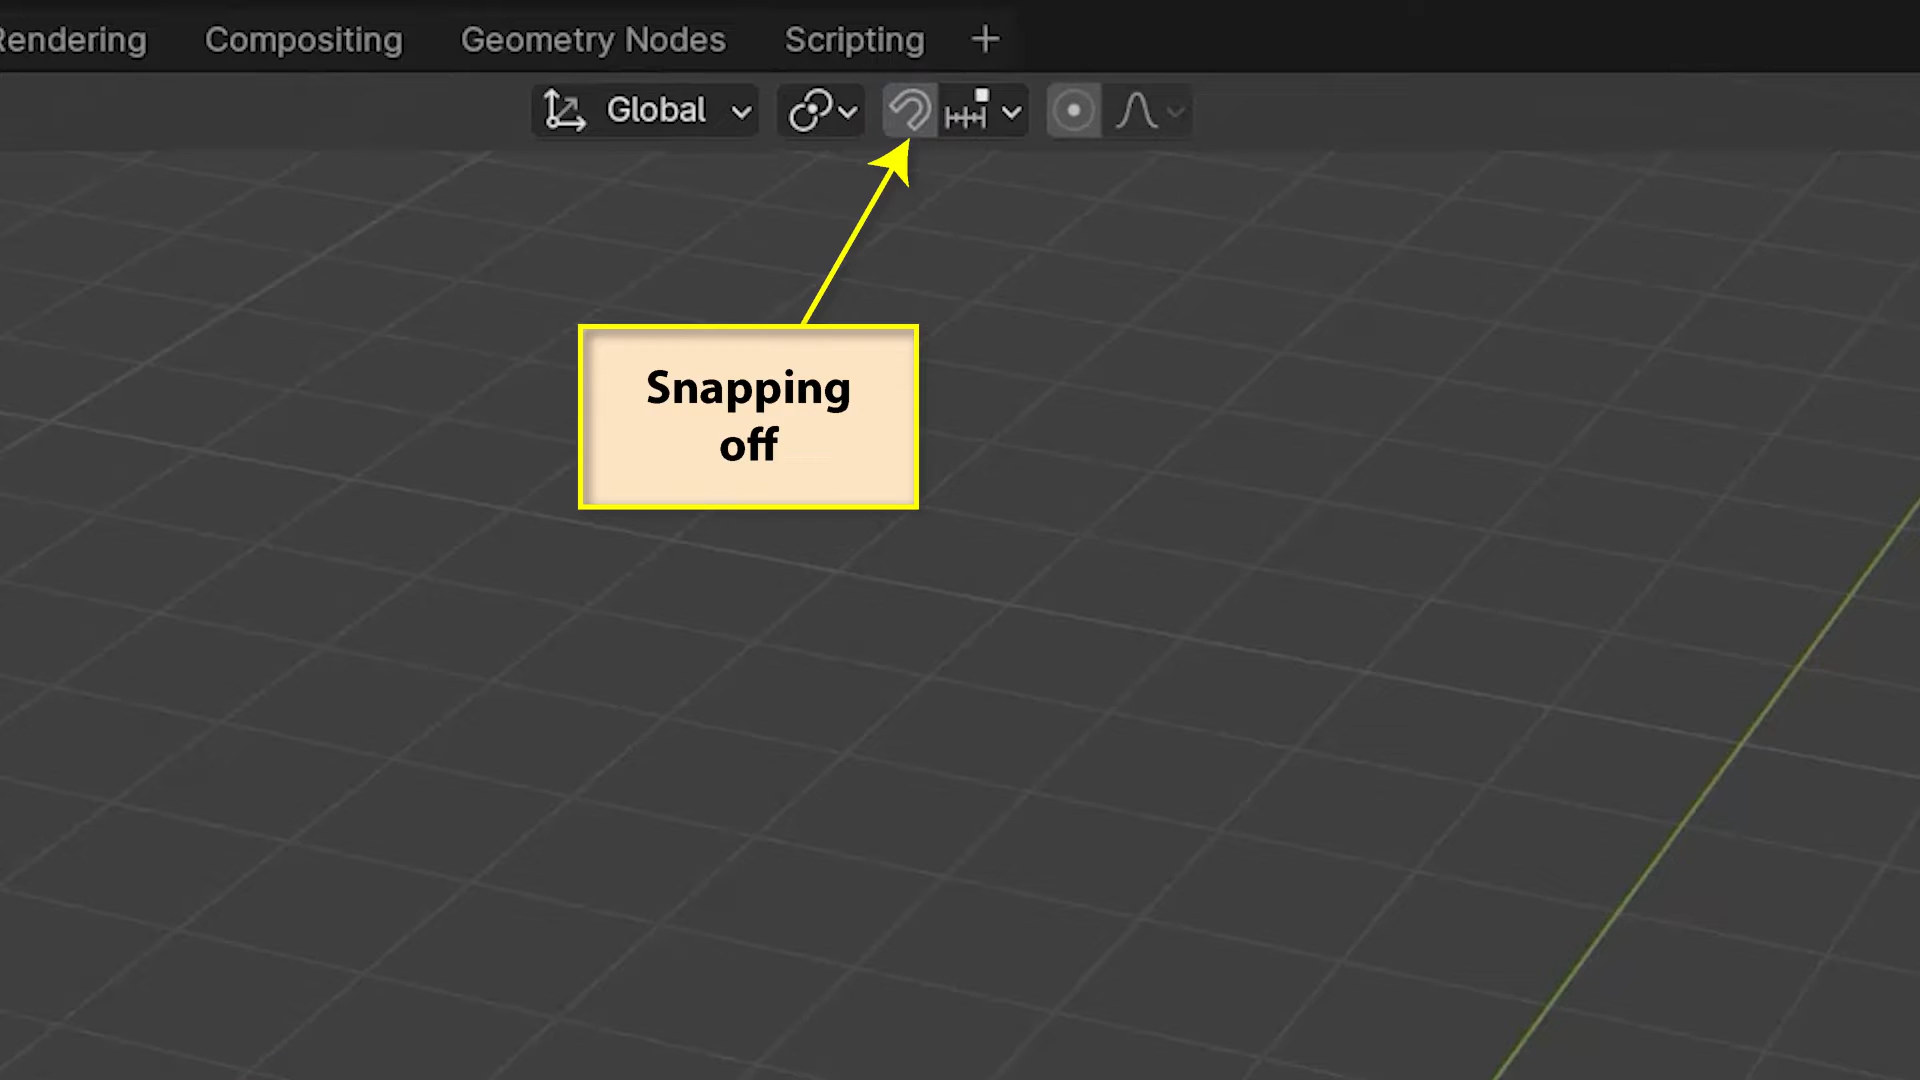 Rendering Compositing Geometry Nodes Scripting +
Global
Snapping
off